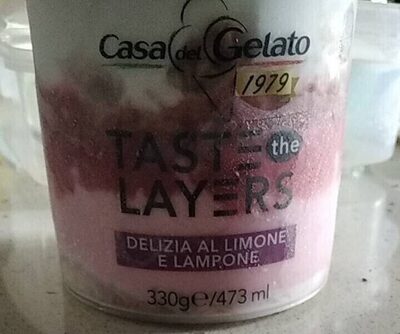 Casa del Gelato
1979
TASTE the
LAYERS
DELIZIA AL LIMONE
E LAMPONE
330g℮/473 ml